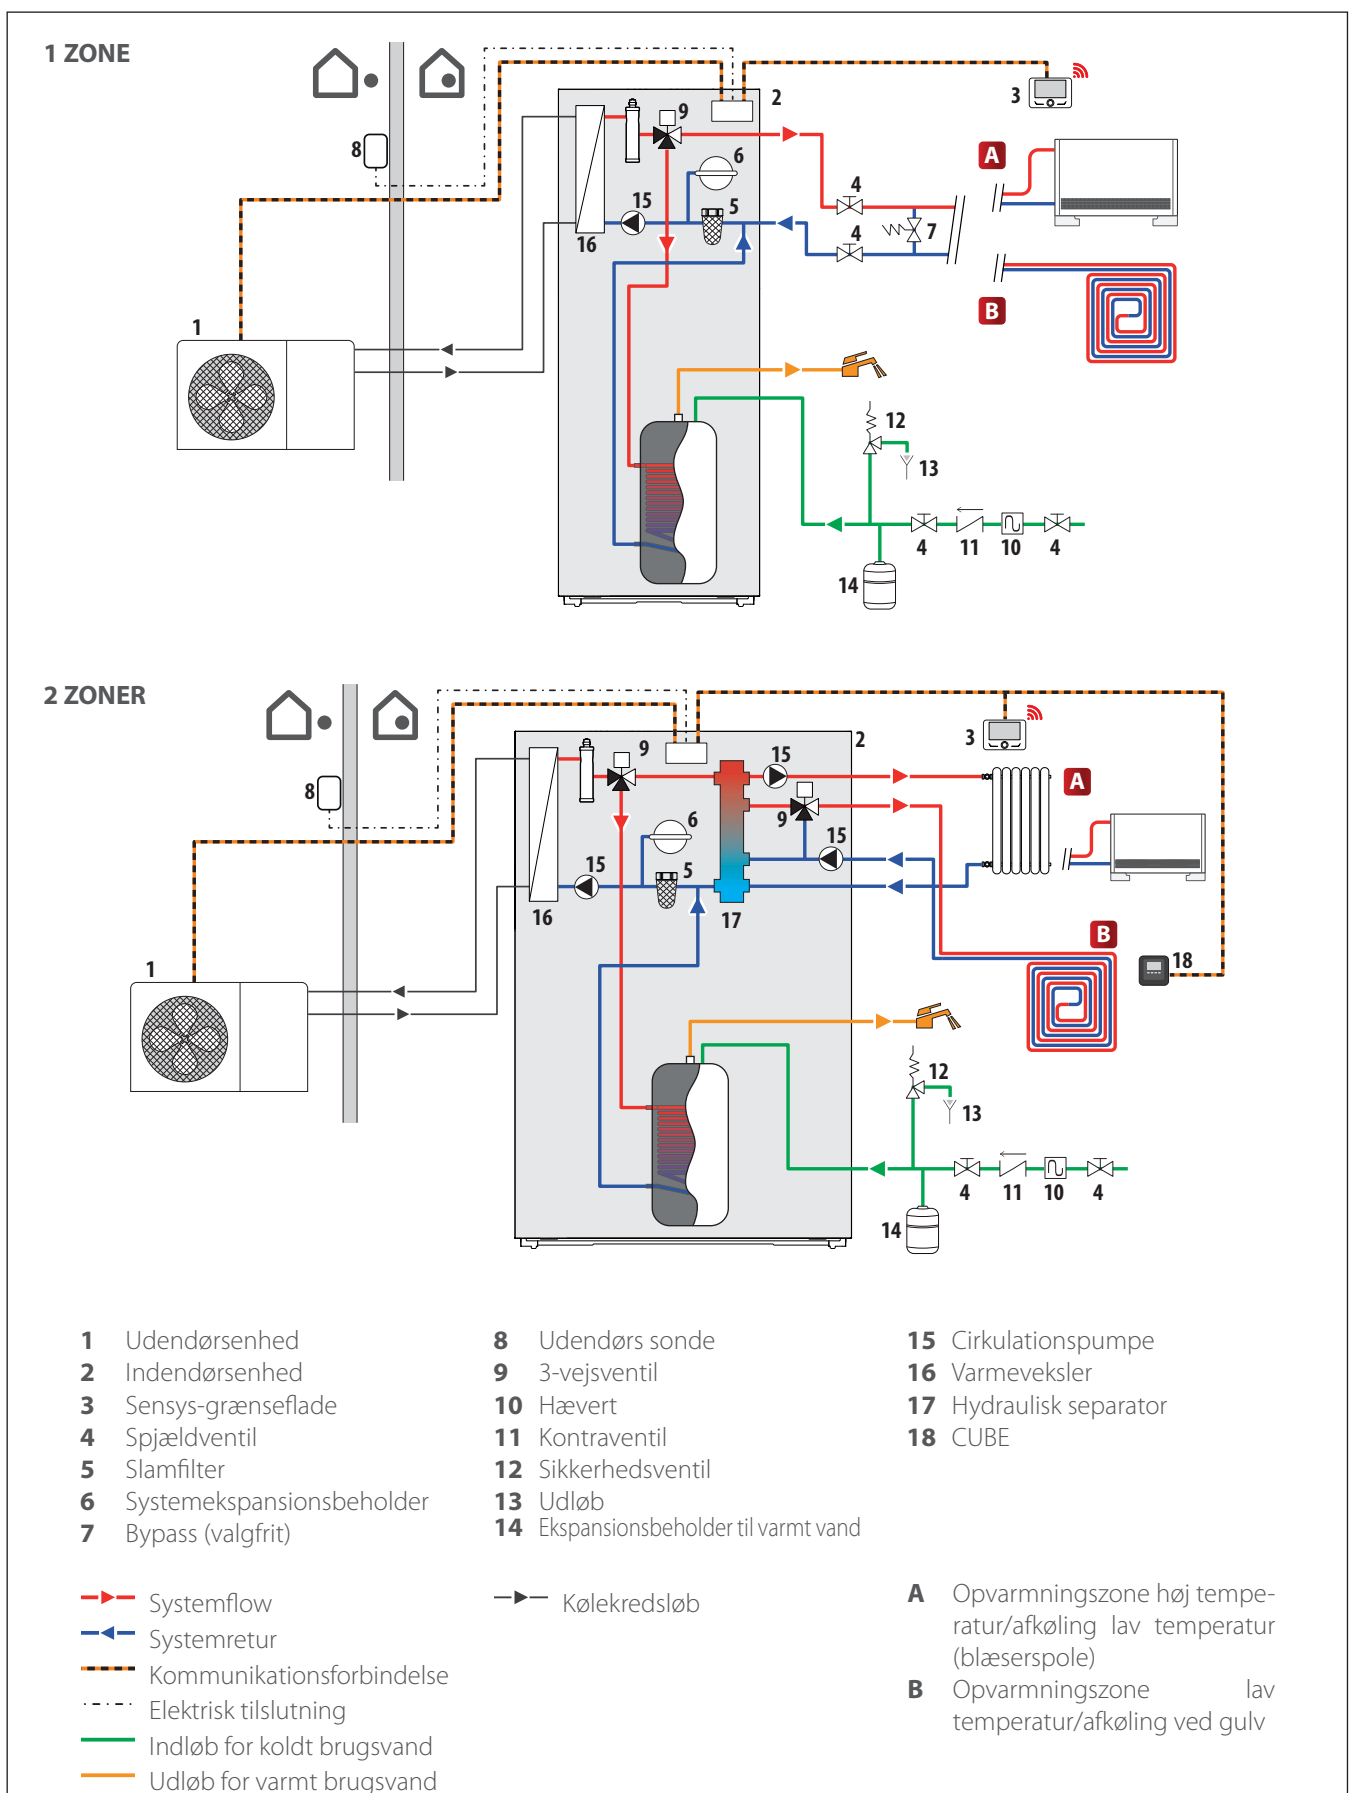 1 ZONE
2
3
9
8
A
6
4
15
5
4
7
16
B
1
12
13
4
11
10
4
14
2 ZONER
9
15
2
3
A
8
6
9
15
15
5
16
17
B
18
1
12
13
4
11
10
4
14
1 Udendørsenhed
2 Indendørsenhed
3 Sensys-grænseflade
4 Spjældventil
5 Slamfilter
6 Systemekspansionsbeholder
7 Bypass (valgfrit)
8 Udendørs sonde
9 3-vejsventil
10 Hævert
11 Kontraventil
12 Sikkerhedsventil
13 Udløb
14 Ekspansionsbeholder til varmt vand
15 Cirkulationspumpe
16 Varmeveksler
17 Hydraulisk separator
18 CUBE
Systemflow
Systemretur
Kommunikationsforbindelse
Elektrisk tilslutning
Indløb for koldt brugsvand
Udløb for varmt brugsvand
Kølekredsløb
A Opvarmningszone høj tempe-
ratur/afkøling lav temperatur
(blæserspole)
B Opvarmningszone lav
temperatur/afkøling ved gulv